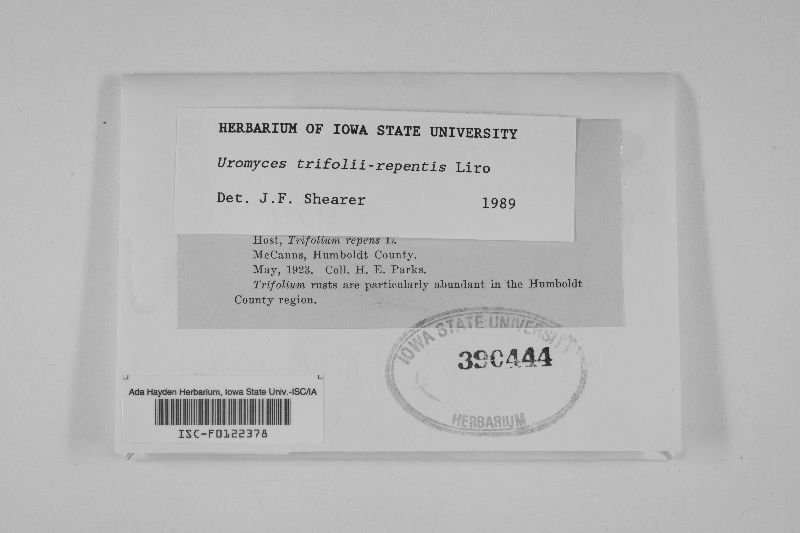 HERBARIUM OF IOWA STATE UNIVERSITY
Uromyces trifolii-repentis Liro
Det. J.F. Shearer 1989
Host, Trifolium repens L.
McCanns, Humboldt County.
May, 1923. Coll. H. E. Parks.
Trifolium rusts are particularly abundant in the Humboldt
County region.
IOWA STATE UNIVERSITY
390444
HERBARIUM
Ada Hayden Herbarium, Iowa State Univ.-ISC/IA
ISC-F0122378